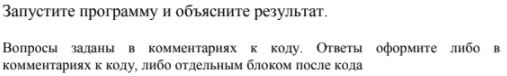 Запустите программу и объясните результат.
Вопросы заданы в комментариях к коду. Ответы оформите либо в
комментариях к коду, либо отдельным блоком после кода